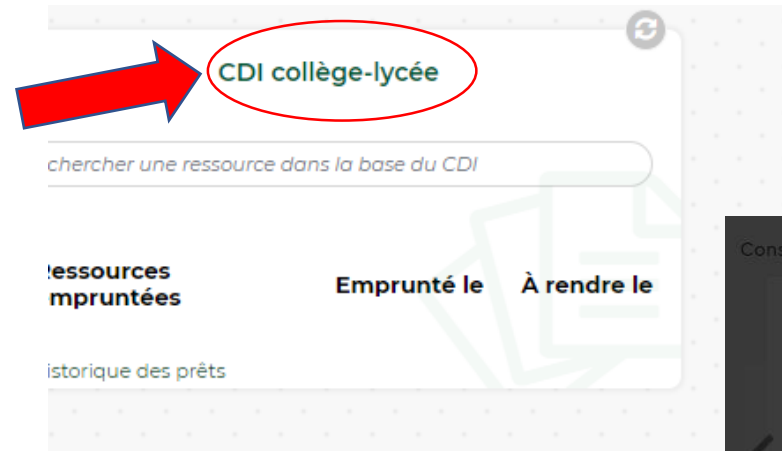 CDI collège-lycée
chercher une ressource dans la base du CDI
essources
mpruntées
Emprunté le
À rendre le
Cons
istorique des prêts